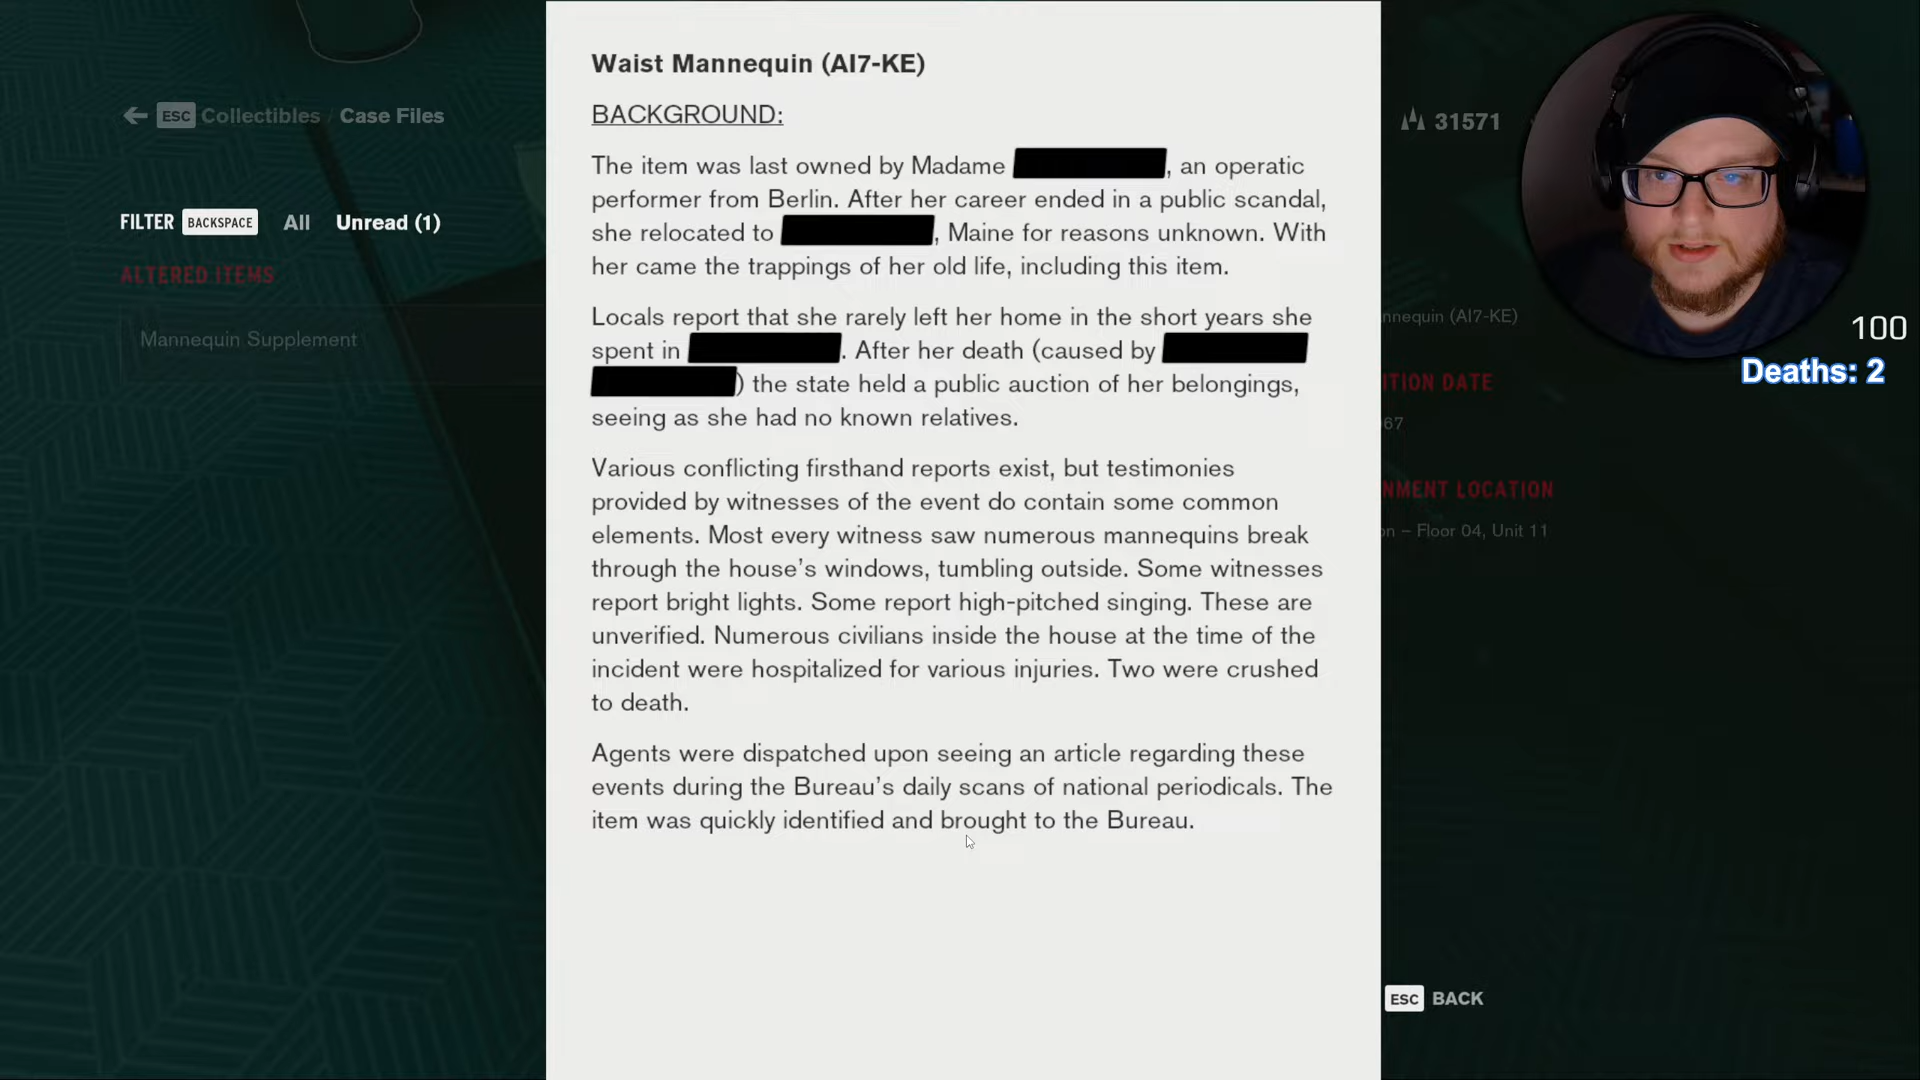 Waist Mannequin (AI7-KE)
BACKGROUND:
The item was last owned by Madame , an operatic
performer from Berlin. After her career ended in a public scandal,
she relocated to , Maine for reasons unknown. With
her came the trappings of her old life, including this item.
Locals report that she rarely left her home in the short years she
spent in . After her death (caused by
) the state held a public auction of her belongings,
seeing as she had no known relatives.
Various conflicting firsthand reports exist, but testimonies
provided by witnesses of the event do contain some common
elements. Most every witness saw numerous mannequins break
through the house’s windows, tumbling outside. Some witnesses
report bright lights. Some report high-pitched singing. These are
unverified. Numerous civilians inside the house at the time of the
incident were hospitalized for various injuries. Two were crushed
to death.
Agents were dispatched upon seeing an article regarding these
events during the Bureau’s daily scans of national periodicals. The
item was quickly identified and brought to the Bureau.
ESC Collectibles / Case Files
FILTER BACKSPACE All Unread (1)
ALTERED ITEMS
Mannequin Supplement
31571
nnequin (AI7-KE)
100
Deaths: 2
ITION DATE
67
NMENT LOCATION
on – Floor 04, Unit 11
ESC BACK